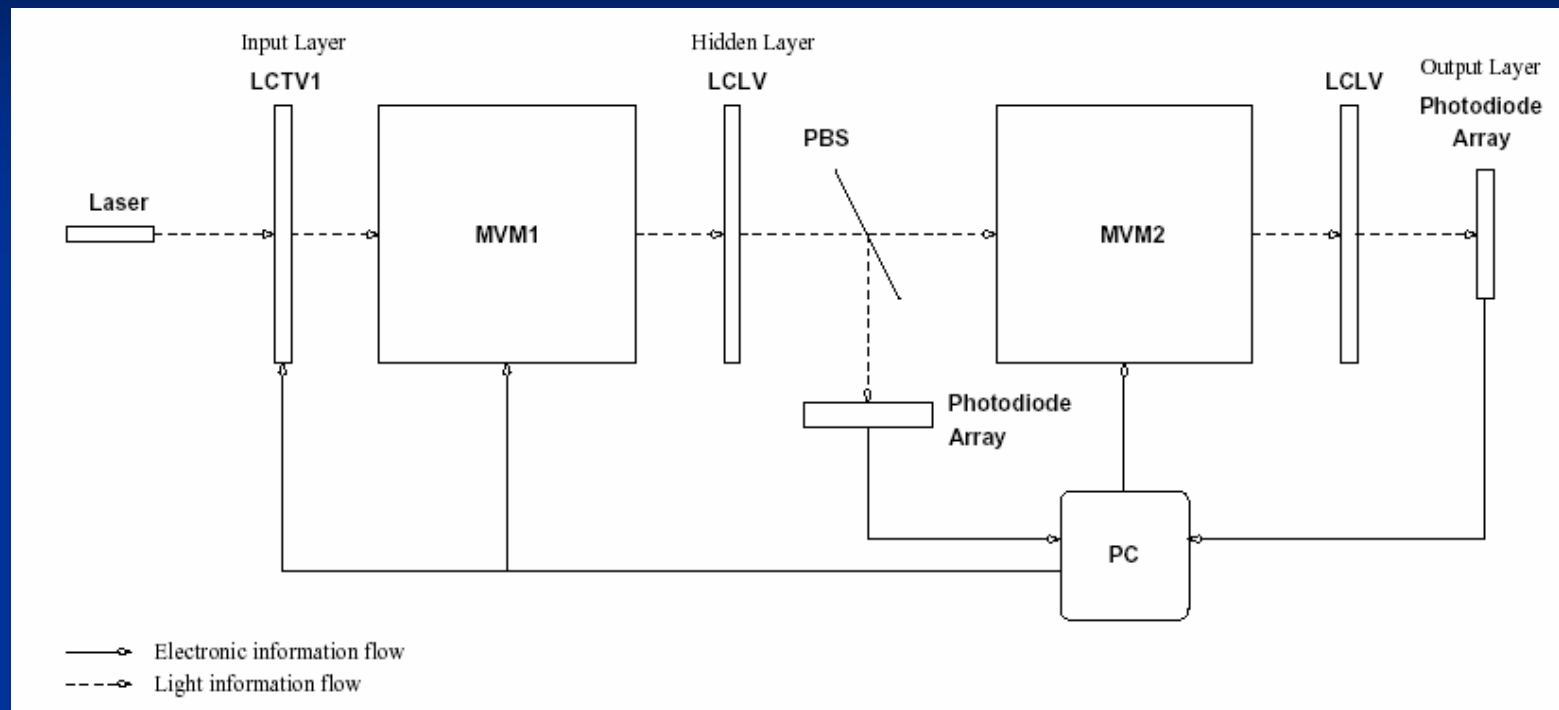 Input Layer
LCTV1
Hidden Layer
LCLV
LCLV
Output Layer
Photodiode
Array
PBS
Laser
MVM1
MVM2
Photodiode
Array
PC
Electronic information flow
Light information flow